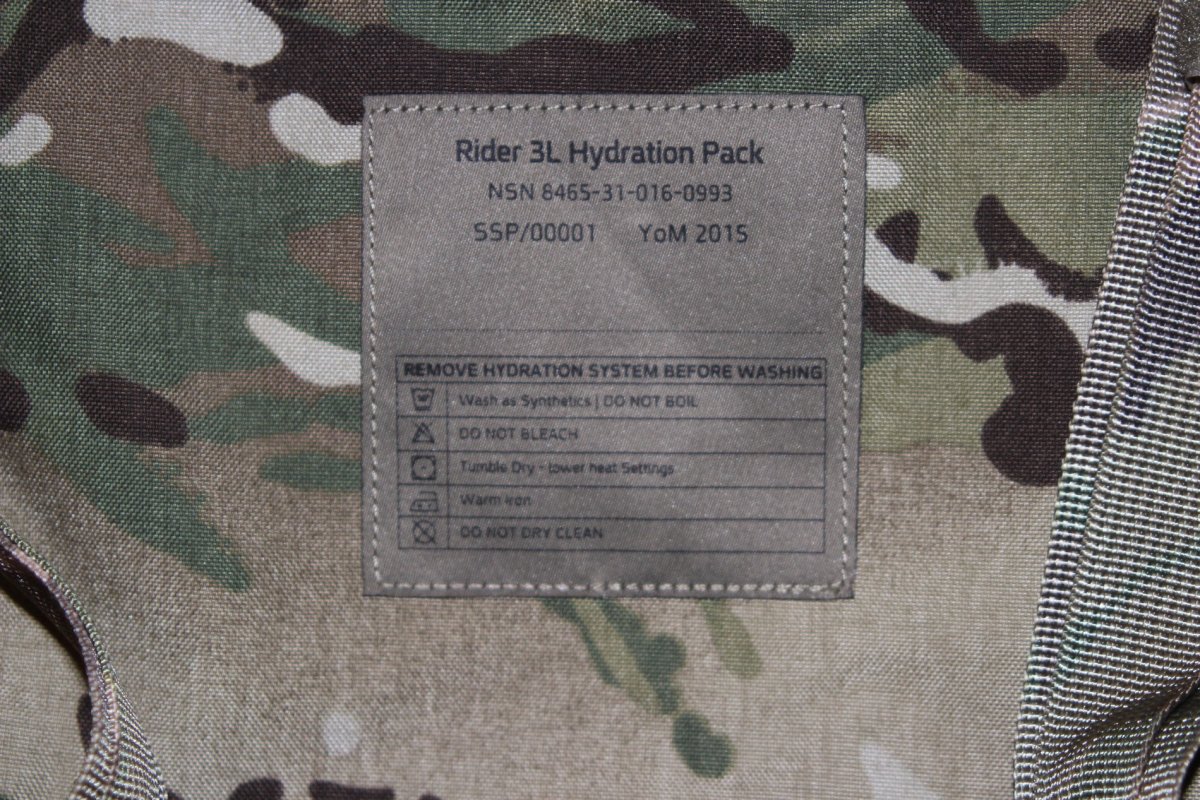 Rider 3L Hydration Pack
NSN 8465-31-016-0993
SSP/00001 YoM 2015
REMOVE HYDRATION SYSTEM BEFORE WASHING
Wash as Synthetics | DO NOT BOIL
DO NOT BLEACH
Tumble Dry - lower heat Settings
Warm Iron
DO NOT DRY CLEAN